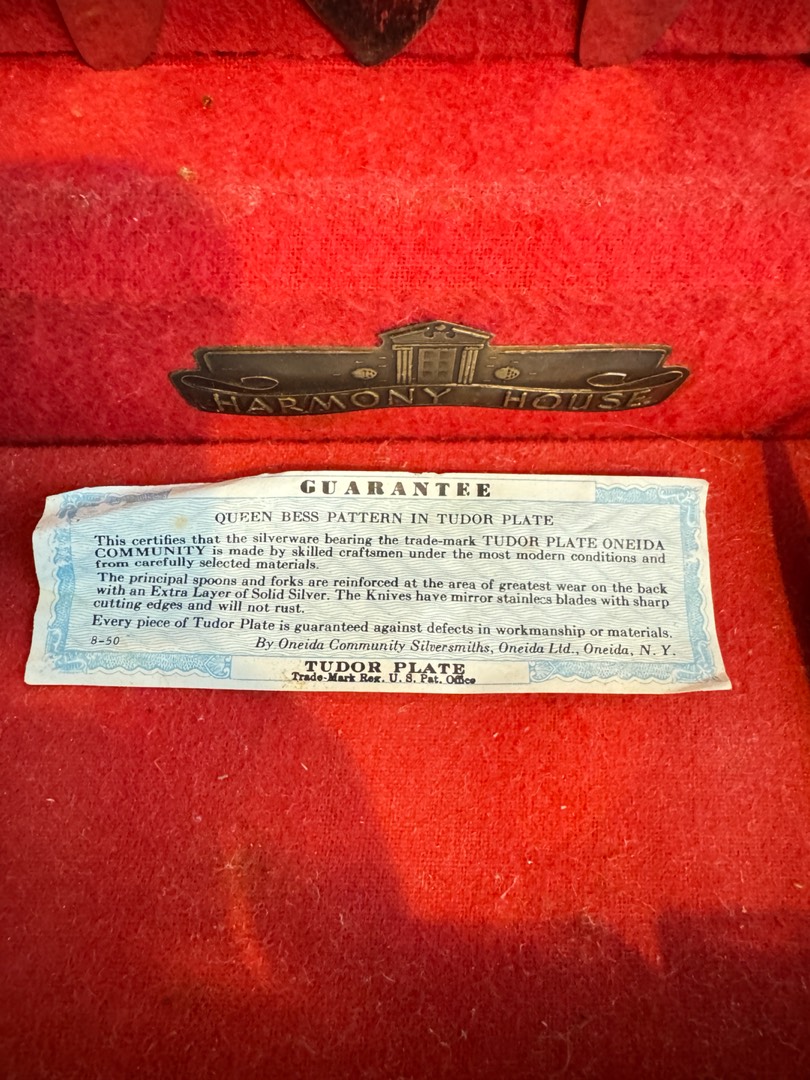 HARMONY HOUSE
GUARANTEE
QUEEN BESS PATTERN IN TUDOR PLATE
This certifies that the silverware bearing the trade-mark TUDOR PLATE ONEIDA
COMMUNITY is made by skilled craftsmen under the most modern conditions and
from carefully selected materials.
The principal spoons and forks are reinforced at the area of greatest wear on the back
with an Extra Layer of Solid Silver. The Knives have mirror stainless blades with sharp
cutting edges and will not rust.
Every piece of Tudor Plate is guaranteed against defects in workmanship or materials.
8-50 By Oneida Community Silversmiths, Oneida Ltd., Oneida, N. Y.
TUDOR PLATE
Trade-Mark Reg. U. S. Pat. Office